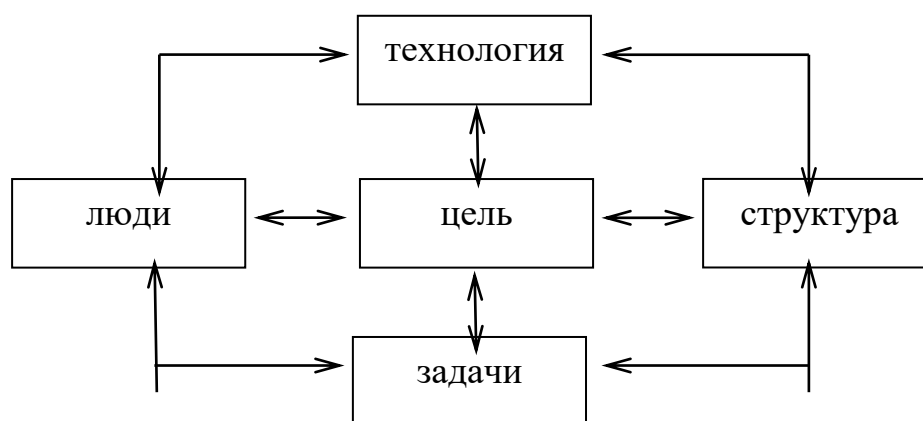 технология
люди
цель
структура
задачи